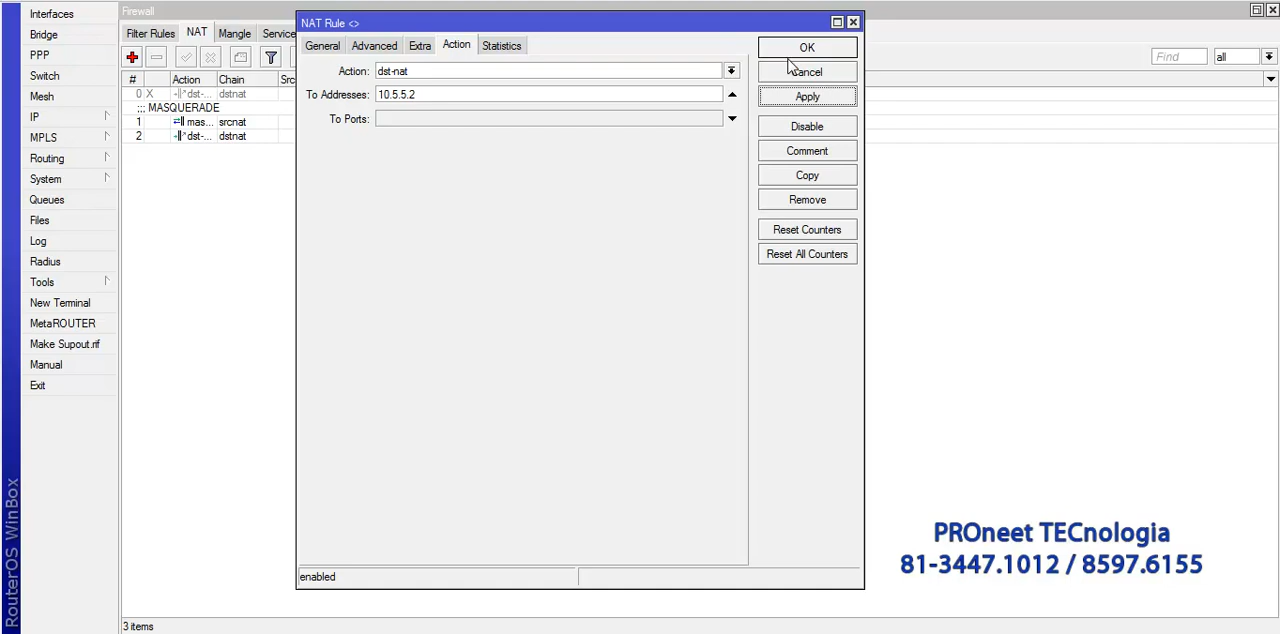 Interfaces
Bridge
PPP
Switch
Mesh
IP
MPLS
Routing
System
Queues
Files
Log
Radius
Tools
New Terminal
MetaROUTER
Make Supout.rif
Manual
Exit
RouterOS WinBox
Firewall
Filter Rules NAT Mangle Service
Find all
# Action Chain Src
0 X dst-... dstnat
;;; MASQUERADE
1 mas... srcnat
2 dst-... dstnat
3 items
NAT Rule <>
General Advanced Extra Action Statistics
Action: dst-nat
To Addresses: 10.5.5.2
To Ports:
enabled
OK
Cancel
Apply
Disable
Comment
Copy
Remove
Reset Counters
Reset All Counters
PROneet TECnologia
81-3447.1012 / 8597.6155